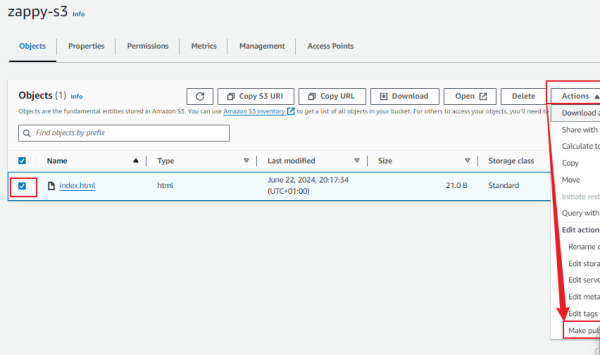 zappy-s3 Info
Objects Properties Permissions Metrics Management Access Points
Objects (1) Info
Copy S3 URI Copy URL Download Open Delete Actions
Objects are the fundamental entities stored in Amazon S3. You can use Amazon S3 inventory to get a list of all objects in your bucket. For others to access your objects, you'll need to
Find objects by prefix
Name Type Last modified Size Storage class
index.html html June 22, 2024, 20:17:34 (UTC+01:00) 21.0 B Standard
Download a
Share with
Calculate to
Copy
Move
Initiate rest
Query with
Edit actions
Rename o
Edit stora
Edit serve
Edit meta
Edit tags
Make pub